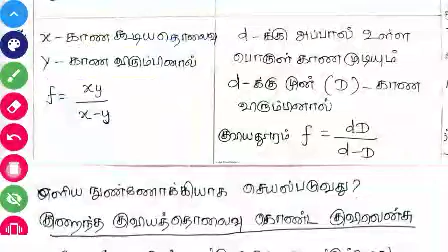 x - காண கூடிய தொலைவு
y - காண விரும்பினால்
f = xy / x-y
d - க்கு அப்பால் உள்ள
பொருள் காண முடியும்
d - க்கு முன் (D) - காண
விரும்பினால்
குவியதூரம் f = dD / d-D
எளிய நுண்ணோக்கியாக செயல்படுவது?
குறைந்த குவியத்தொலைவு கொண்ட குவிலென்சு